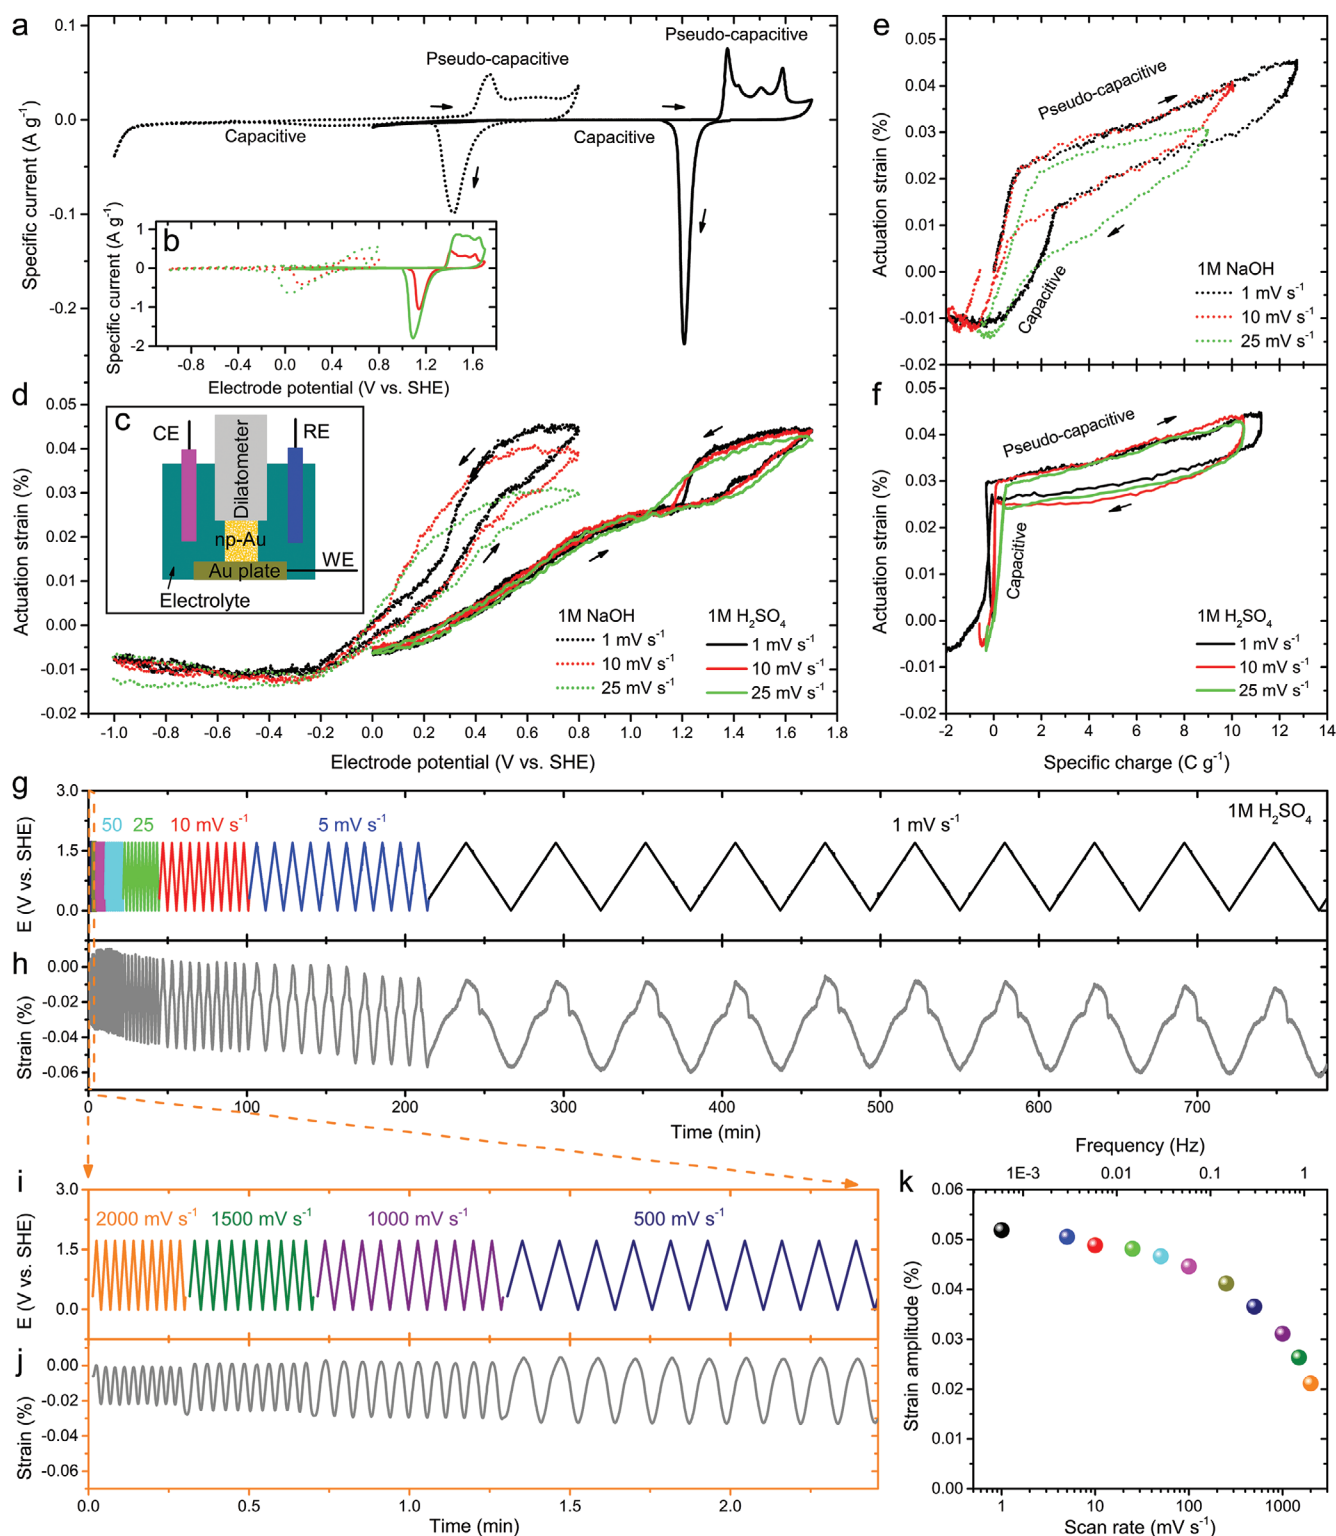 a
0.1
0.0
-0.1
-0.2
Specific current (A g⁻¹)
Pseudo-capacitive
Pseudo-capacitive
Capacitive
Capacitive
b
1
0
-1
-2
Specific current (A g⁻¹)
-0.8 -0.4 0.0 0.4 0.8 1.2 1.6
Electrode potential (V vs. SHE)
c
CE
RE
Dilatometer
np-Au
Au plate
WE
Electrolyte
d
0.05
0.04
0.03
0.02
0.01
0.00
-0.01
-0.02
Actuation strain (%)
1M NaOH
1 mV s⁻¹
10 mV s⁻¹
25 mV s⁻¹
1M H₂SO₄
1 mV s⁻¹
10 mV s⁻¹
25 mV s⁻¹
-1.0 -0.8 -0.6 -0.4 -0.2 0.0 0.2 0.4 0.6 0.8 1.0 1.2 1.4 1.6 1.8
Electrode potential (V vs. SHE)
e
0.05
0.04
0.03
0.02
0.01
0.00
-0.01
-0.02
Actuation strain (%)
Pseudo-capacitive
Capacitive
1M NaOH
1 mV s⁻¹
10 mV s⁻¹
25 mV s⁻¹
f
0.05
0.04
0.03
0.02
0.01
0.00
-0.01
-0.02
Actuation strain (%)
Pseudo-capacitive
Capacitive
1M H₂SO₄
1 mV s⁻¹
10 mV s⁻¹
25 mV s⁻¹
-2 0 2 4 6 8 10 12 14
Specific charge (C g⁻¹)
g
3.0
1.5
0.0
E (V vs. SHE)
50 25 10 mV s⁻¹ 5 mV s⁻¹ 1 mV s⁻¹
1M H₂SO₄
h
0.00
-0.02
-0.04
-0.06
Strain (%)
0 100 200 300 400 500 600 700
Time (min)
i
3.0
1.5
0.0
E (V vs. SHE)
2000 mV s⁻¹ 1500 mV s⁻¹ 1000 mV s⁻¹ 500 mV s⁻¹
j
0.00
-0.02
-0.04
-0.06
Strain (%)
0.0 0.5 1.0 1.5 2.0
Time (min)
k
Frequency (Hz)
1E-3 0.01 0.1 1
0.06
0.05
0.04
0.03
0.02
0.01
0.00
Strain amplitude (%)
1 10 100 1000
Scan rate (mV s⁻¹)